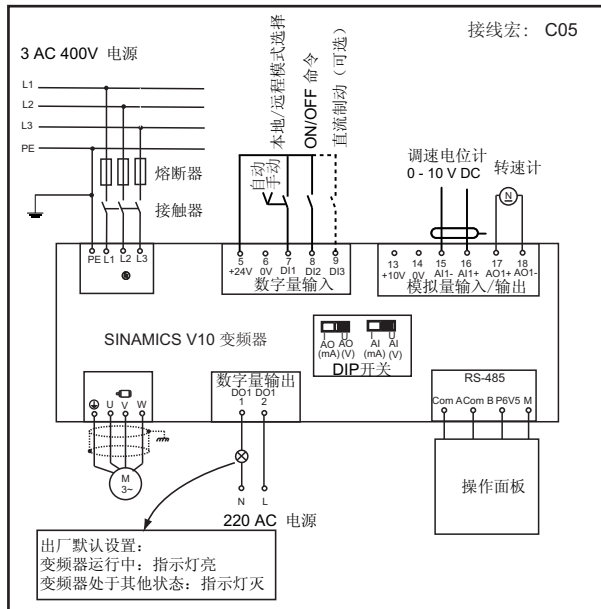 接线宏: C05
3 AC 400V 电源
L1
L2
L3
PE
熔断器
接触器
本地/远程模式选择
ON/OFF 命令
直流制动（可选）
自动
手动
调速电位计
0 - 10 V DC
转速计
N
PE L1 L2 L3
5 6 7 8 9
+24V 0V DI1 DI2 DI3
数字量输入
13 14 15 16 17 18
+10V 0V AI1- AI1+ AO1+ AO1-
模拟量输入/输出
SINAMICS V10 变频器
I U I U
AO AO AI AI
(mA) (V) (mA) (V)
DIP开关
U V W
数字量输出
DO1 DO1
1 2
RS-485
Com A Com B P6V5 M
M
3~
N L
220 AC 电源
操作面板
出厂默认设置：
变频器运行中：指示灯亮
变频器处于其他状态：指示灯灭